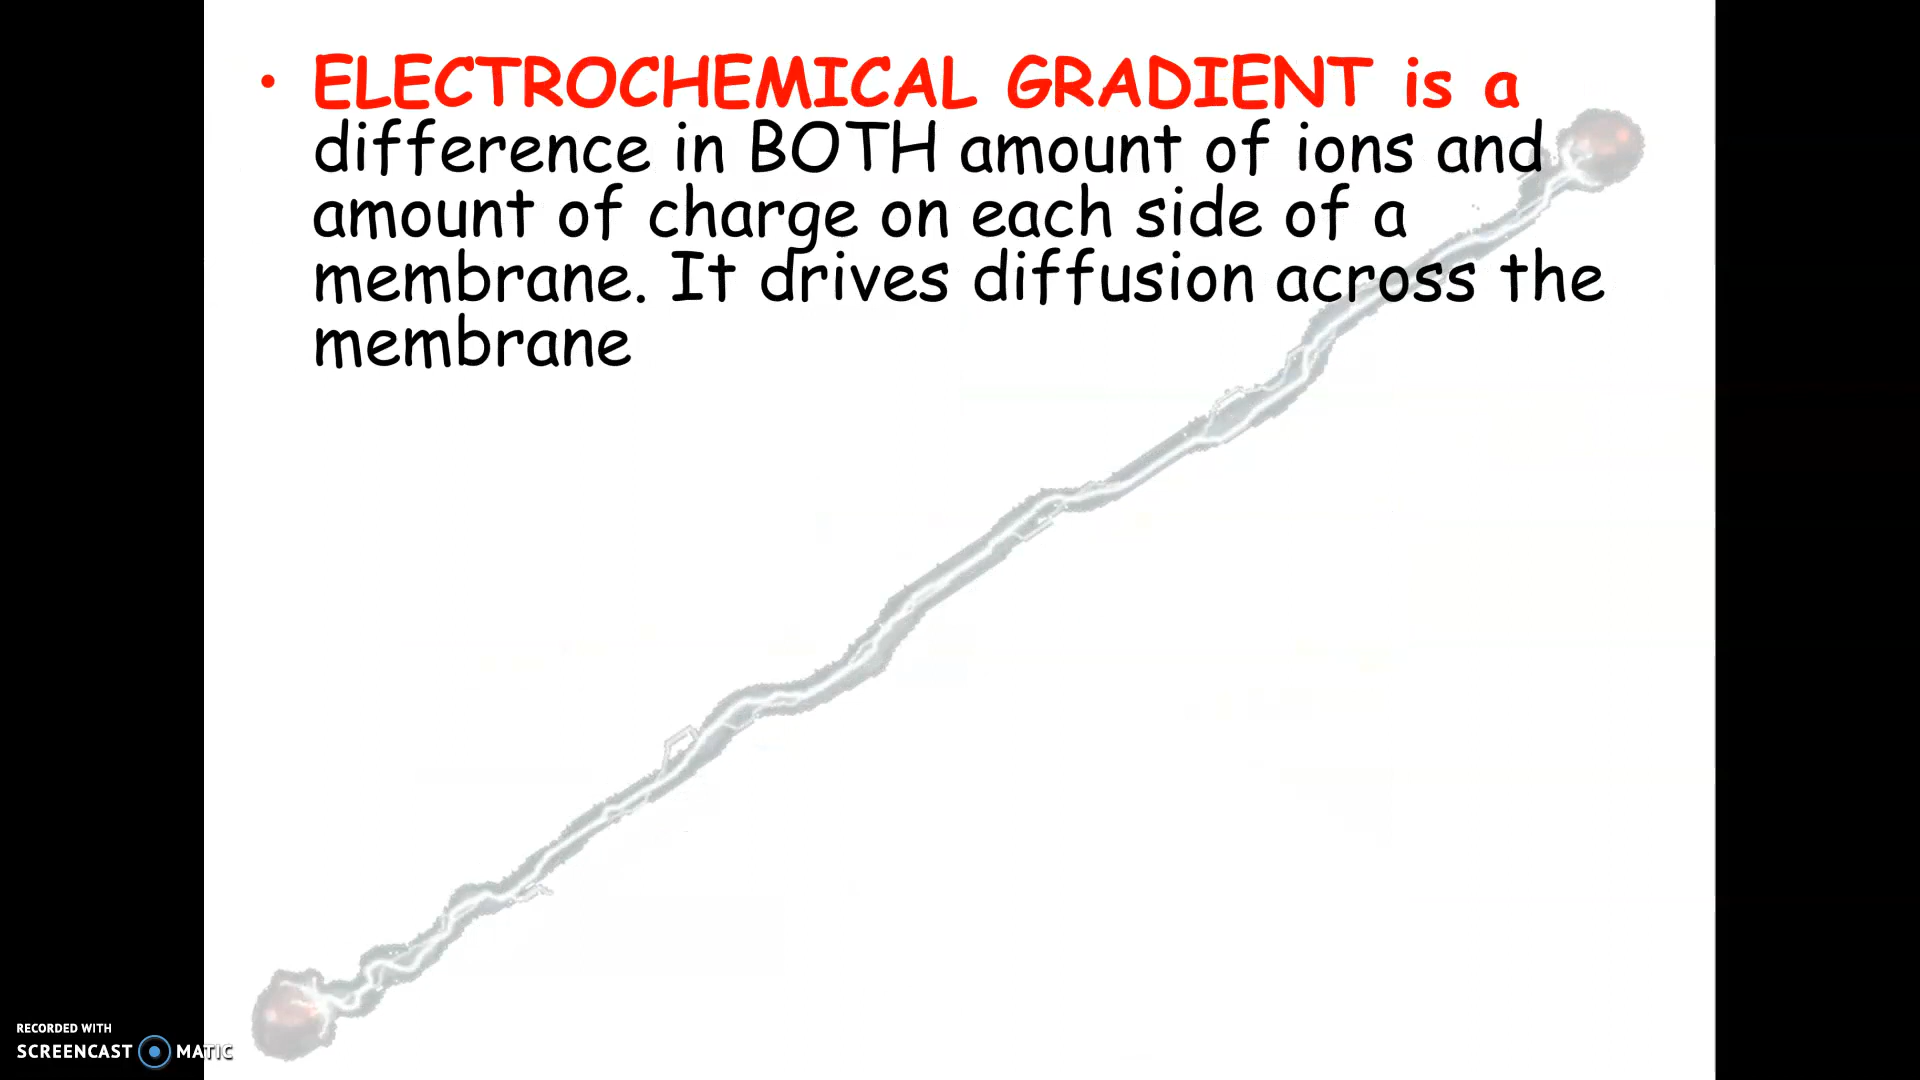 • ELECTROCHEMICAL GRADIENT is a
difference in BOTH amount of ions and
amount of charge on each side of a
membrane. It drives diffusion across the
membrane
RECORDED WITH
SCREENCAST MATIC